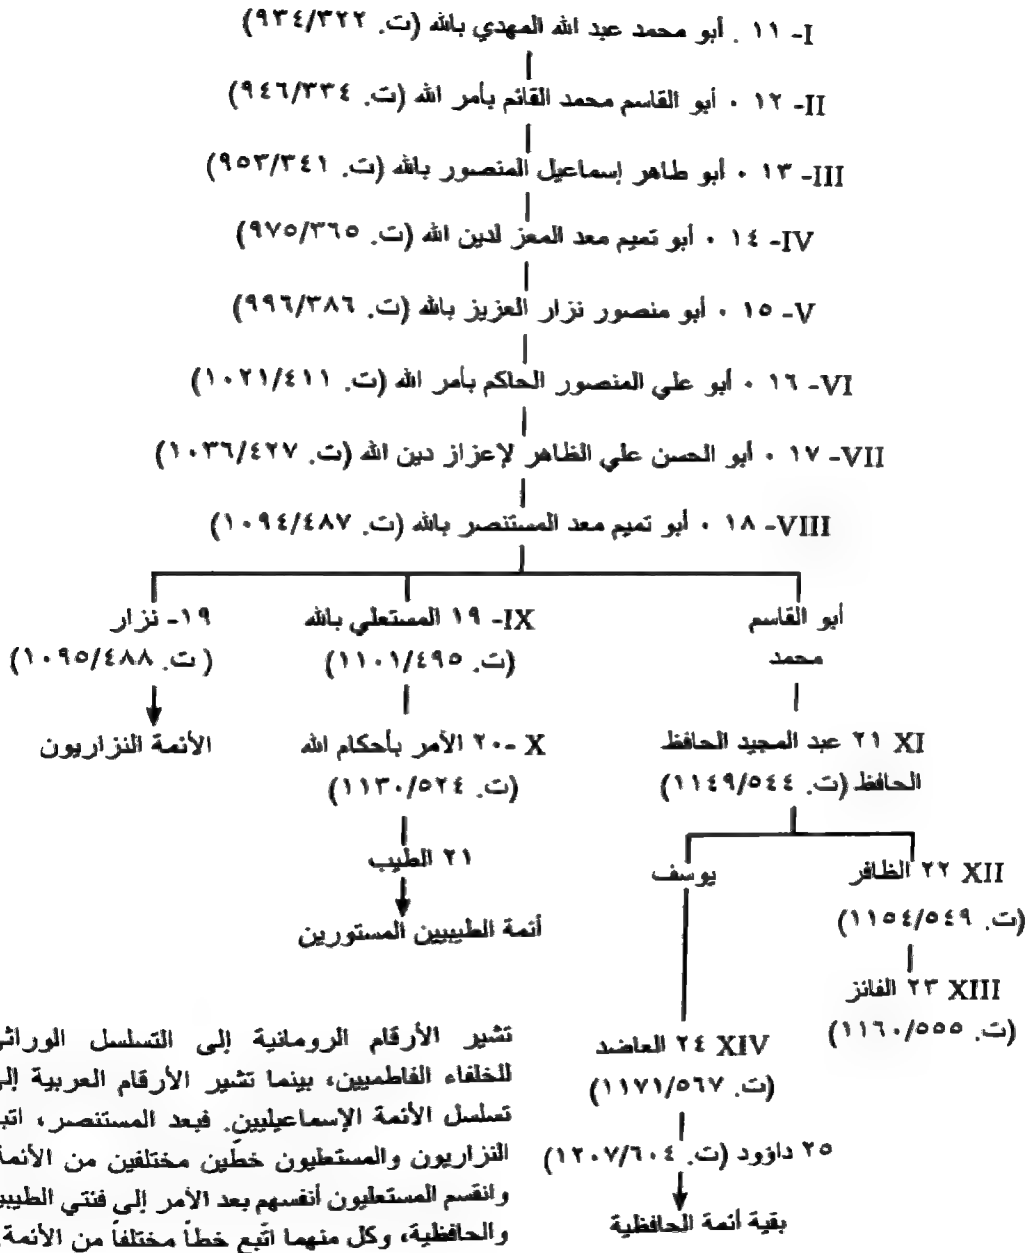 I- ١١ . أبو محمد عبد الله المهدي بالله (ت. ٩٣٤/٣٢٢)
II- ١٢ . أبو القاسم محمد القائم بأمر الله (ت. ٩٤٦/٣٣٤)
III- ١٣ . أبو طاهر إسماعيل المنصور بالله (ت. ٩٥٣/٣٤١)
IV- ١٤ . أبو تميم معد المعز لدين الله (ت. ٩٧٥/٣٦٥)
V- ١٥ . أبو منصور نزار العزيز بالله (ت. ٩٩٦/٣٨٦)
VI- ١٦ . أبو علي المنصور الحاكم بأمر الله (ت. ١٠٢١/٤١١)
VII- ١٧ . أبو الحسن علي الظاهر لإعزاز دين الله (ت. ١٠٣٦/٤٢٧)
VIII- ١٨ . أبو تميم معد المستنصر بالله (ت. ١٠٩٤/٤٨٧)
أبو القاسم
محمد
XI ٢١ عبد المجيد الحافظ
الحافظ (ت. ١١٤٩/٥٤٤)
XII ٢٢ الظافر
(ت. ١١٥٤/٥٤٩)
XIII ٢٣ الفائز
(ت. ١١٦٠/٥٥٥)
يوسف
XIV ٢٤ العاضد
(ت. ١١٧١/٥٦٧)
٢٥ داوود (ت. ١٢٠٧/٦٠٤)
بقية أئمة الحافظية
IX- ١٩ المستعلي بالله
(ت. ١١٠١/٤٩٥)
X -٢٠ الآمر بأحكام الله
(ت. ١١٣٠/٥٢٤)
٢١ الطيب
أئمة الطيبيين المستورين
١٩- نزار
(ت. ١٠٩٥/٤٨٨)
الأئمة النزاريون
تشير الأرقام الرومانية إلى التسلسل الوراثي
للخلفاء الفاطميين، بينما تشير الأرقام العربية إلى
تسلسل الأئمة الإسماعيليين. فبعد المستنصر، اتبع
النزاريون والمستعليون خطّين مختلفين من الأئمة
وانقسم المستعليون أنفسهم بعد الآمر إلى فئتي الطيبية
والحافظية، وكل منهما اتّبع خطاً مختلفاً من الأئمة.